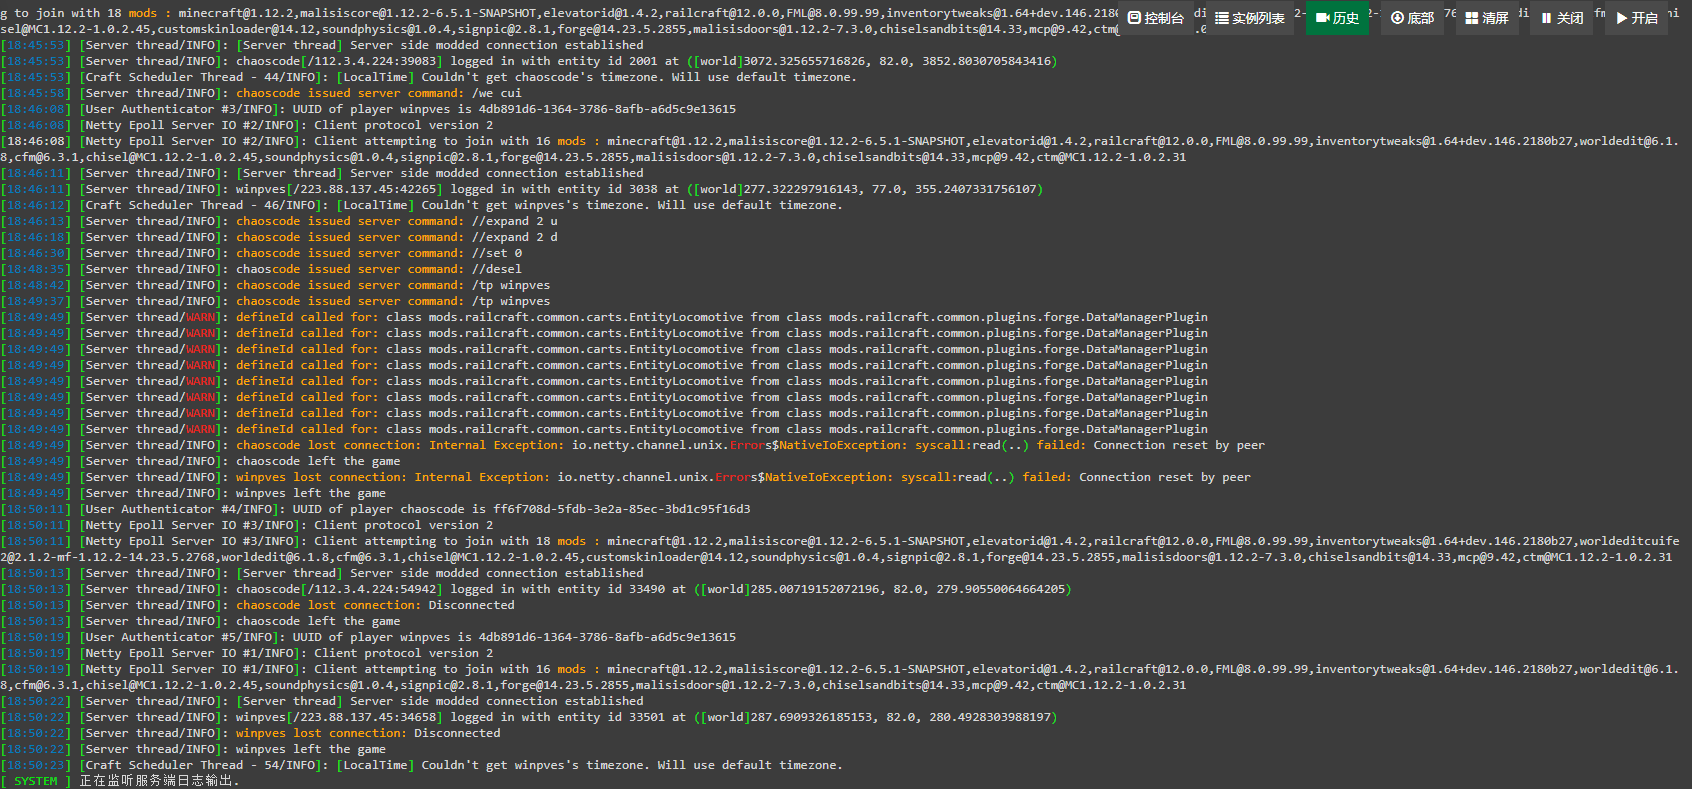 g to join with 18 mods : minecraft@1.12.2,malisiscore@1.12.2-6.5.1-SNAPSHOT,elevatorid@1.4.2,railcraft@12.0.0,FML@8.0.99.99,inventorytweaks@1.64+dev.146.2180
控制台 实例列表 历史 底部 清屏 关闭 开启
sel@MC1.12.2-1.0.2.45,customskinloader@14.12,soundphysics@1.0.4,signpic@2.8.1,forge@14.23.5.2855,malisisdoors@1.12.2-7.3.0,chiselsandbits@14.33,mcp@9.42,ctm@
[18:45:53] [Server thread/INFO]: [Server thread] Server side modded connection established
[18:45:53] [Server thread/INFO]: chaoscode[/112.3.4.224:39083] logged in with entity id 2001 at ([world]3072.325655716826, 82.0, 3852.8030705843416)
[18:45:53] [Craft Scheduler Thread - 44/INFO]: [LocalTime] Couldn't get chaoscode's timezone. Will use default timezone.
[18:45:58] [Server thread/INFO]: chaoscode issued server command: /we cui
[18:46:08] [User Authenticator #3/INFO]: UUID of player winpves is 4db891d6-1364-3786-8afb-a6d5c9e13615
[18:46:08] [Netty Epoll Server IO #2/INFO]: Client protocol version 2
[18:46:08] [Netty Epoll Server IO #2/INFO]: Client attempting to join with 16 mods : minecraft@1.12.2,malisiscore@1.12.2-6.5.1-SNAPSHOT,elevatorid@1.4.2,railcraft@12.0.0,FML@8.0.99.99,inventorytweaks@1.64+dev.146.2180b27,worldedit@6.1.
8,cfm@6.3.1,chisel@MC1.12.2-1.0.2.45,soundphysics@1.0.4,signpic@2.8.1,forge@14.23.5.2855,malisisdoors@1.12.2-7.3.0,chiselsandbits@14.33,mcp@9.42,ctm@MC1.12.2-1.0.2.31
[18:46:11] [Server thread/INFO]: [Server thread] Server side modded connection established
[18:46:11] [Server thread/INFO]: winpves[/223.88.137.45:42265] logged in with entity id 3038 at ([world]277.322297916143, 77.0, 355.2407331756107)
[18:46:12] [Craft Scheduler Thread - 46/INFO]: [LocalTime] Couldn't get winpves's timezone. Will use default timezone.
[18:46:13] [Server thread/INFO]: chaoscode issued server command: //expand 2 u
[18:46:18] [Server thread/INFO]: chaoscode issued server command: //expand 2 d
[18:46:30] [Server thread/INFO]: chaoscode issued server command: //set 0
[18:48:35] [Server thread/INFO]: chaoscode issued server command: //desel
[18:48:42] [Server thread/INFO]: chaoscode issued server command: /tp winpves
[18:49:37] [Server thread/INFO]: chaoscode issued server command: /tp winpves
[18:49:49] [Server thread/WARN]: defineId called for: class mods.railcraft.common.carts.EntityLocomotive from class mods.railcraft.common.plugins.forge.DataManagerPlugin
[18:49:49] [Server thread/WARN]: defineId called for: class mods.railcraft.common.carts.EntityLocomotive from class mods.railcraft.common.plugins.forge.DataManagerPlugin
[18:49:49] [Server thread/WARN]: defineId called for: class mods.railcraft.common.carts.EntityLocomotive from class mods.railcraft.common.plugins.forge.DataManagerPlugin
[18:49:49] [Server thread/WARN]: defineId called for: class mods.railcraft.common.carts.EntityLocomotive from class mods.railcraft.common.plugins.forge.DataManagerPlugin
[18:49:49] [Server thread/WARN]: defineId called for: class mods.railcraft.common.carts.EntityLocomotive from class mods.railcraft.common.plugins.forge.DataManagerPlugin
[18:49:49] [Server thread/WARN]: defineId called for: class mods.railcraft.common.carts.EntityLocomotive from class mods.railcraft.common.plugins.forge.DataManagerPlugin
[18:49:49] [Server thread/WARN]: defineId called for: class mods.railcraft.common.carts.EntityLocomotive from class mods.railcraft.common.plugins.forge.DataManagerPlugin
[18:49:49] [Server thread/WARN]: defineId called for: class mods.railcraft.common.carts.EntityLocomotive from class mods.railcraft.common.plugins.forge.DataManagerPlugin
[18:49:49] [Server thread/INFO]: chaoscode lost connection: Internal Exception: io.netty.channel.unix.Errors$NativeIoException: syscall:read(..) failed: Connection reset by peer
[18:49:49] [Server thread/INFO]: chaoscode left the game
[18:49:49] [Server thread/INFO]: winpves lost connection: Internal Exception: io.netty.channel.unix.Errors$NativeIoException: syscall:read(..) failed: Connection reset by peer
[18:49:49] [Server thread/INFO]: winpves left the game
[18:50:11] [User Authenticator #4/INFO]: UUID of player chaoscode is ff6f708d-5fdb-3e2a-85ec-3bd1c95f16d3
[18:50:11] [Netty Epoll Server IO #3/INFO]: Client protocol version 2
[18:50:11] [Netty Epoll Server IO #3/INFO]: Client attempting to join with 18 mods : minecraft@1.12.2,malisiscore@1.12.2-6.5.1-SNAPSHOT,elevatorid@1.4.2,railcraft@12.0.0,FML@8.0.99.99,inventorytweaks@1.64+dev.146.2180b27,worldeditcuife
2@2.1.2-mf-1.12.2-14.23.5.2768,worldedit@6.1.8,cfm@6.3.1,chisel@MC1.12.2-1.0.2.45,customskinloader@14.12,soundphysics@1.0.4,signpic@2.8.1,forge@14.23.5.2855,malisisdoors@1.12.2-7.3.0,chiselsandbits@14.33,mcp@9.42,ctm@MC1.12.2-1.0.2.31
[18:50:13] [Server thread/INFO]: [Server thread] Server side modded connection established
[18:50:13] [Server thread/INFO]: chaoscode[/112.3.4.224:54942] logged in with entity id 33490 at ([world]285.00719152072196, 82.0, 279.90550064664205)
[18:50:13] [Server thread/INFO]: chaoscode lost connection: Disconnected
[18:50:13] [Server thread/INFO]: chaoscode left the game
[18:50:19] [User Authenticator #5/INFO]: UUID of player winpves is 4db891d6-1364-3786-8afb-a6d5c9e13615
[18:50:19] [Netty Epoll Server IO #1/INFO]: Client protocol version 2
[18:50:19] [Netty Epoll Server IO #1/INFO]: Client attempting to join with 16 mods : minecraft@1.12.2,malisiscore@1.12.2-6.5.1-SNAPSHOT,elevatorid@1.4.2,railcraft@12.0.0,FML@8.0.99.99,inventorytweaks@1.64+dev.146.2180b27,worldedit@6.1.
8,cfm@6.3.1,chisel@MC1.12.2-1.0.2.45,soundphysics@1.0.4,signpic@2.8.1,forge@14.23.5.2855,malisisdoors@1.12.2-7.3.0,chiselsandbits@14.33,mcp@9.42,ctm@MC1.12.2-1.0.2.31
[18:50:22] [Server thread/INFO]: [Server thread] Server side modded connection established
[18:50:22] [Server thread/INFO]: winpves[/223.88.137.45:34658] logged in with entity id 33501 at ([world]287.6909326185153, 82.0, 280.4928303988197)
[18:50:22] [Server thread/INFO]: winpves lost connection: Disconnected
[18:50:22] [Server thread/INFO]: winpves left the game
[18:50:23] [Craft Scheduler Thread - 54/INFO]: [LocalTime] Couldn't get winpves's timezone. Will use default timezone.
[ SYSTEM ] 正在监听服务端日志输出.